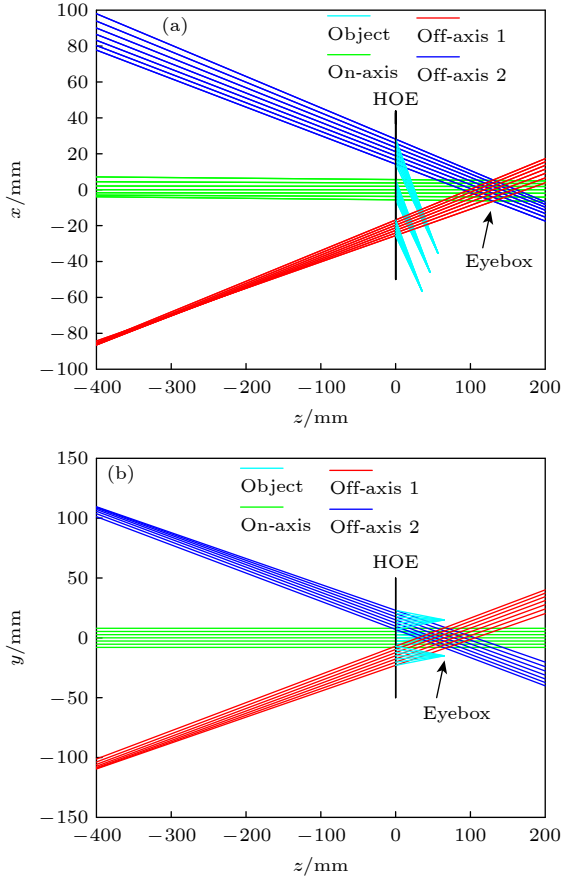 (a)
Object
Off-axis 1
On-axis
Off-axis 2
HOE
Eyebox
100
80
60
40
20
0
−20
−40
−60
−80
−100
x/mm
−400
−300
−200
−100
0
100
200
z/mm
(b)
Object
Off-axis 1
On-axis
Off-axis 2
HOE
Eyebox
150
100
50
0
−50
−100
−150
y/mm
−400
−300
−200
−100
0
100
200
z/mm